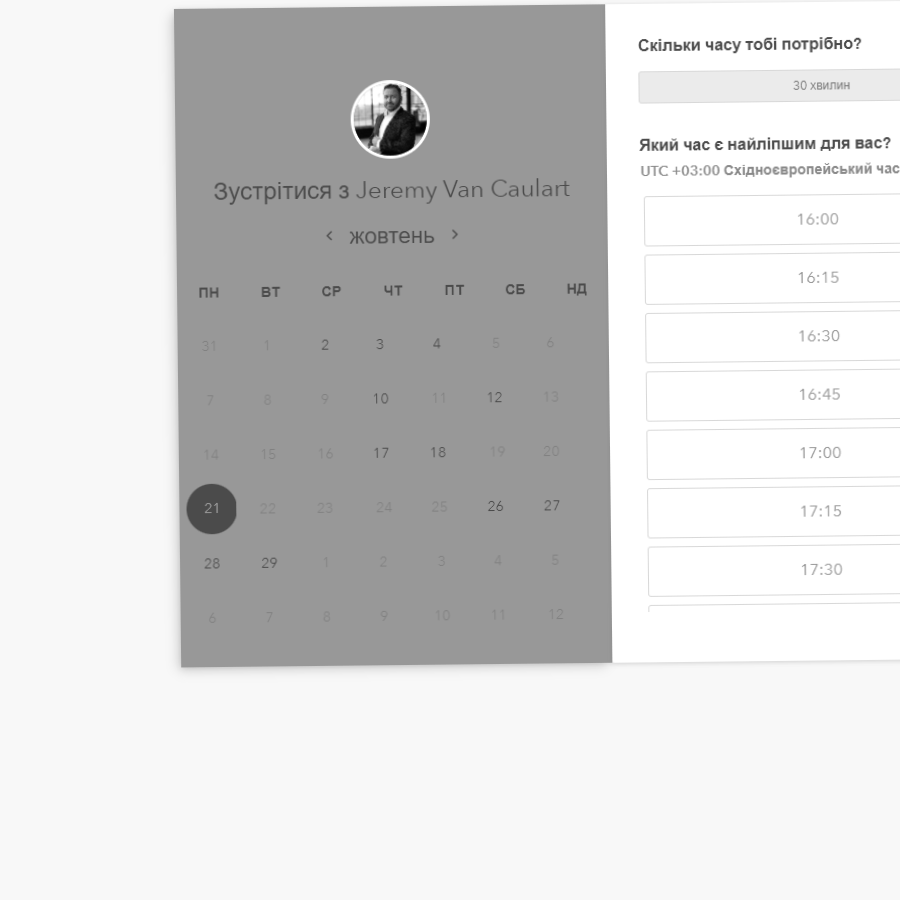 Зустрітися з Jeremy Van Caulart
жовтень
ПН ВТ СР ЧТ ПТ СБ НД
31 1 2 3 4 5 6
7 8 9 10 11 12 13
14 15 16 17 18 19 20
21 22 23 24 25 26 27
28 29 1 2 3 4 5
6 7 8 9 10 11 12
Скільки часу тобі потрібно?
30 хвилин
Який час є найліпшим для вас?
UTC +03:00 Східноєвропейський час
16:00
16:15
16:30
16:45
17:00
17:15
17:30